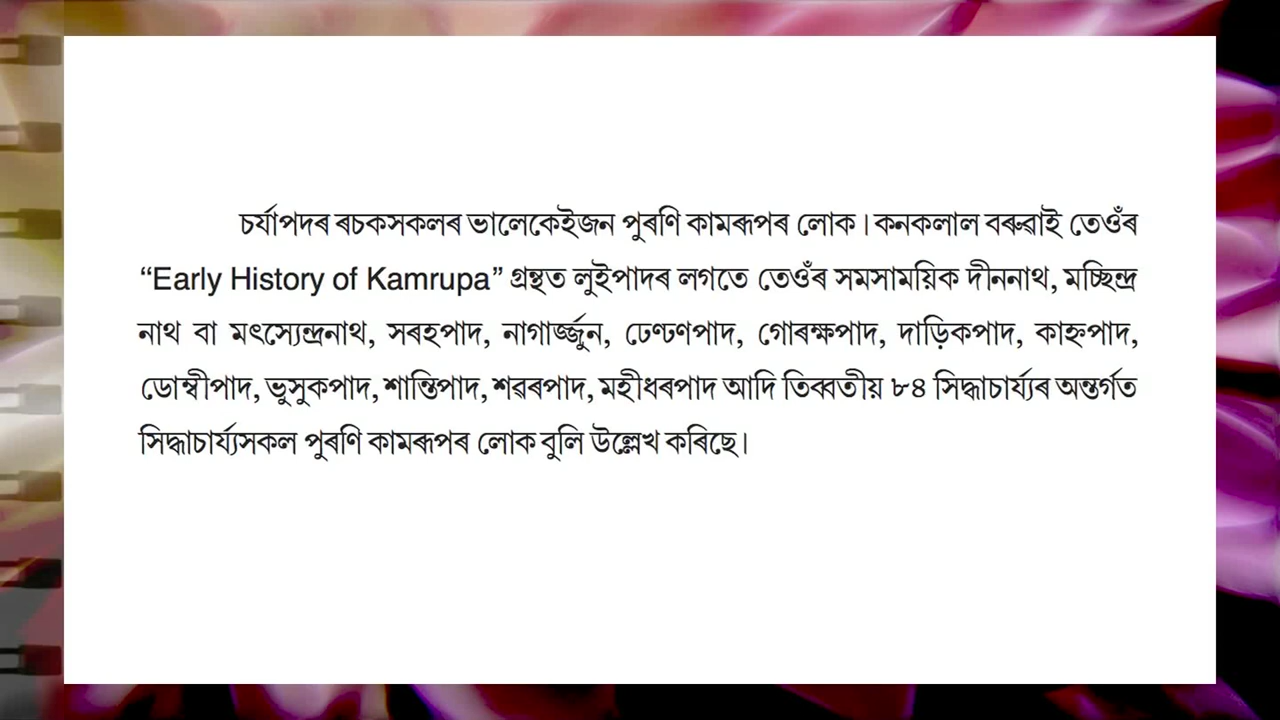 চৰ্যাপদৰ ৰচকসকলৰ ভালেকেইজন পুৰণি কামৰূপৰ লোক। কনকলাল বৰুৱাই তেওঁৰ
“Early History of Kamrupa” গ্ৰন্থত লুইপাদৰ লগতে তেওঁৰ সমসাময়িক দীননাথ, মচ্ছিন্দ্ৰ
নাথ বা মৎস্যেন্দ্ৰনাথ, সৰহপাদ, নাগাৰ্জ্জুন, ঢেণ্ঢণপাদ, গোৰক্ষপাদ, দাড়িকপাদ, কাহ্নপাদ,
ডোম্বীপাদ, ভুসুকপাদ, শান্তিপাদ, শৱৰপাদ, মহীধৰপাদ আদি তিব্বতীয় ৮৪ সিদ্ধাচাৰ্য্যৰ অন্তৰ্গত
সিদ্ধাচাৰ্য্যসকল পুৰণি কামৰূপৰ লোক বুলি উল্লেখ কৰিছে।